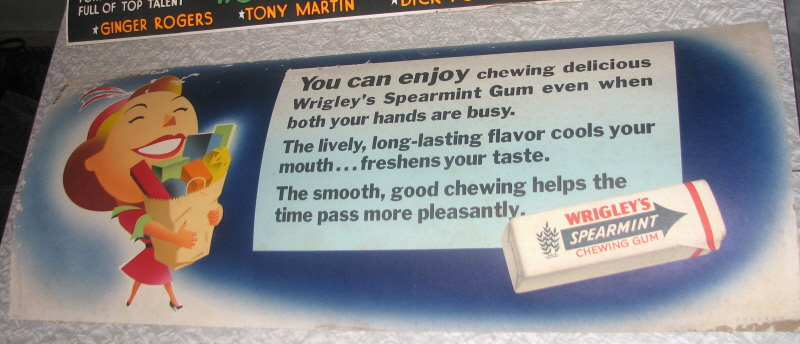 FULL OF TOP TALENT
★GINGER ROGERS ★TONY MARTIN
You can enjoy chewing delicious
Wrigley's Spearmint Gum even when
both your hands are busy.
The lively, long-lasting flavor cools your
mouth...freshens your taste.
The smooth, good chewing helps the
time pass more pleasantly.
WRIGLEY'S
SPEARMINT
CHEWING GUM